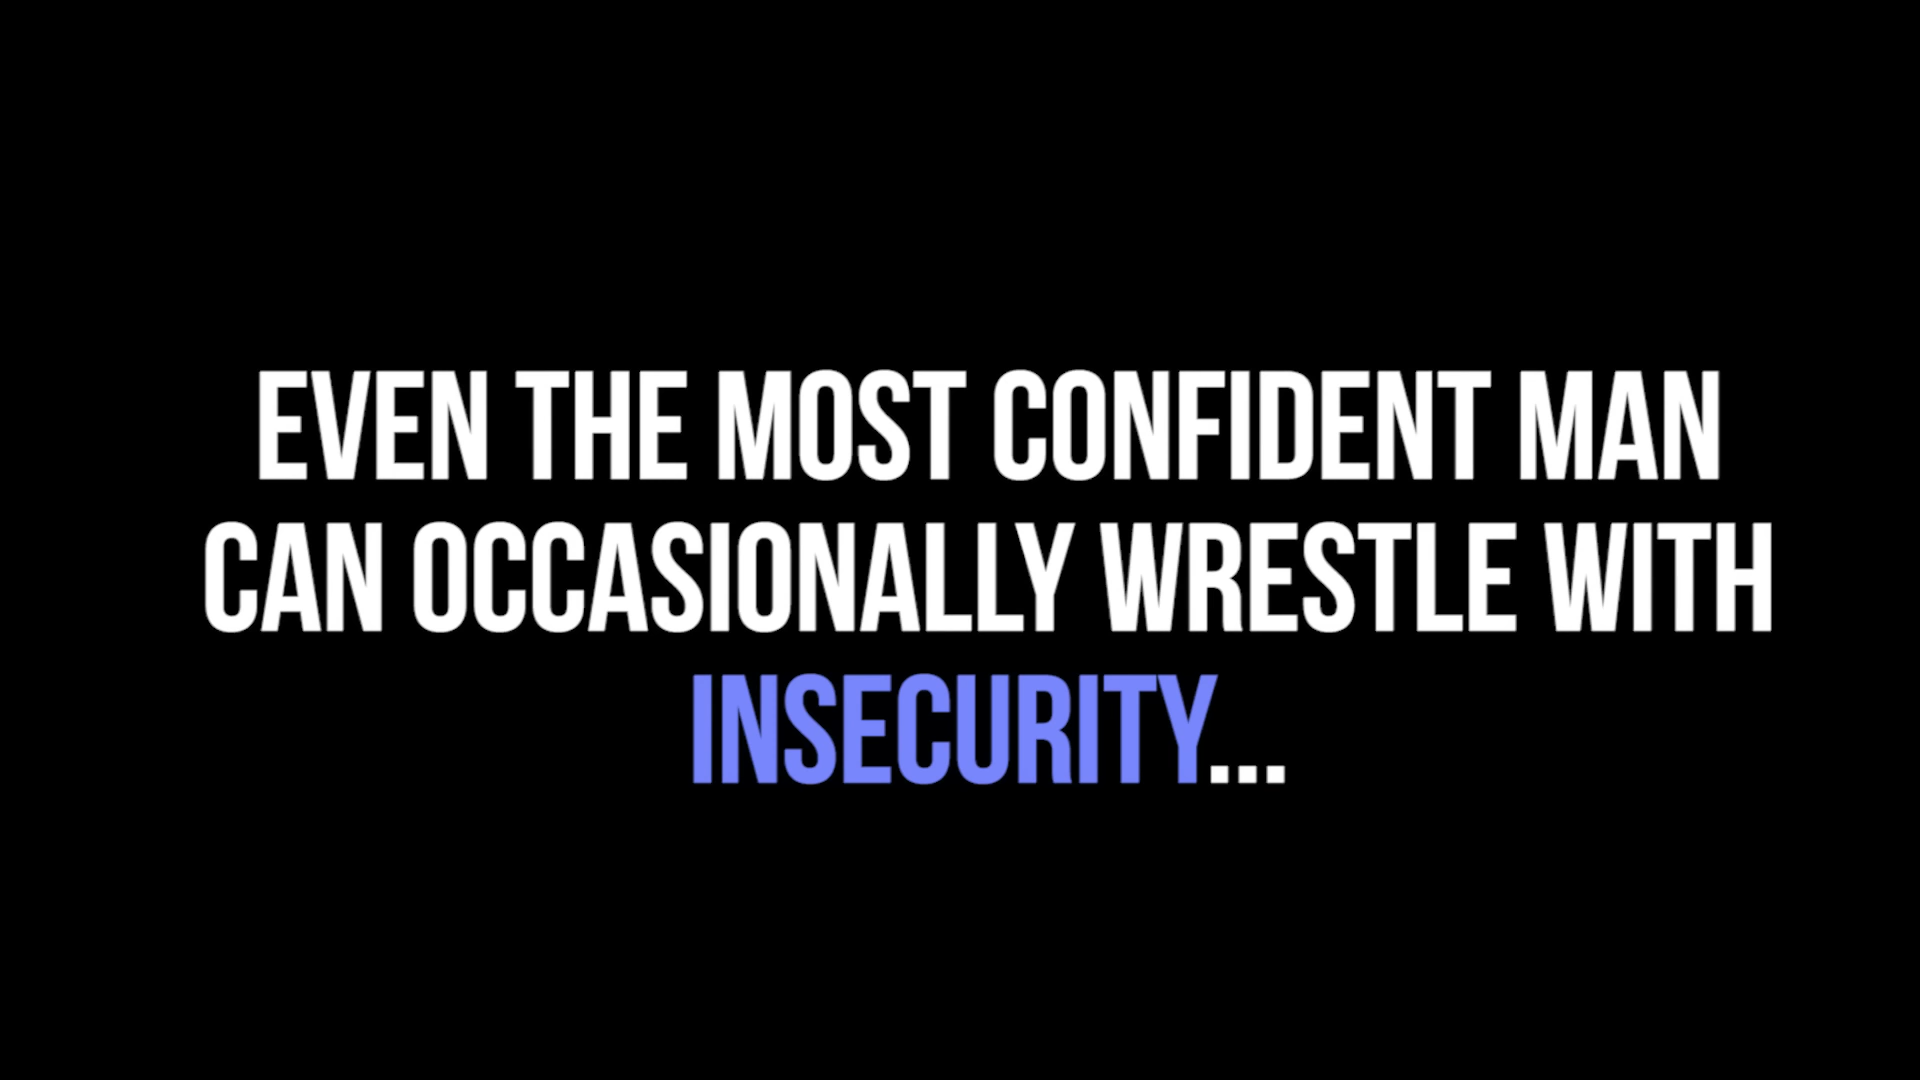 EVEN THE MOST CONFIDENT MAN
CAN OCCASIONALLY WRESTLE WITH
INSECURITY...